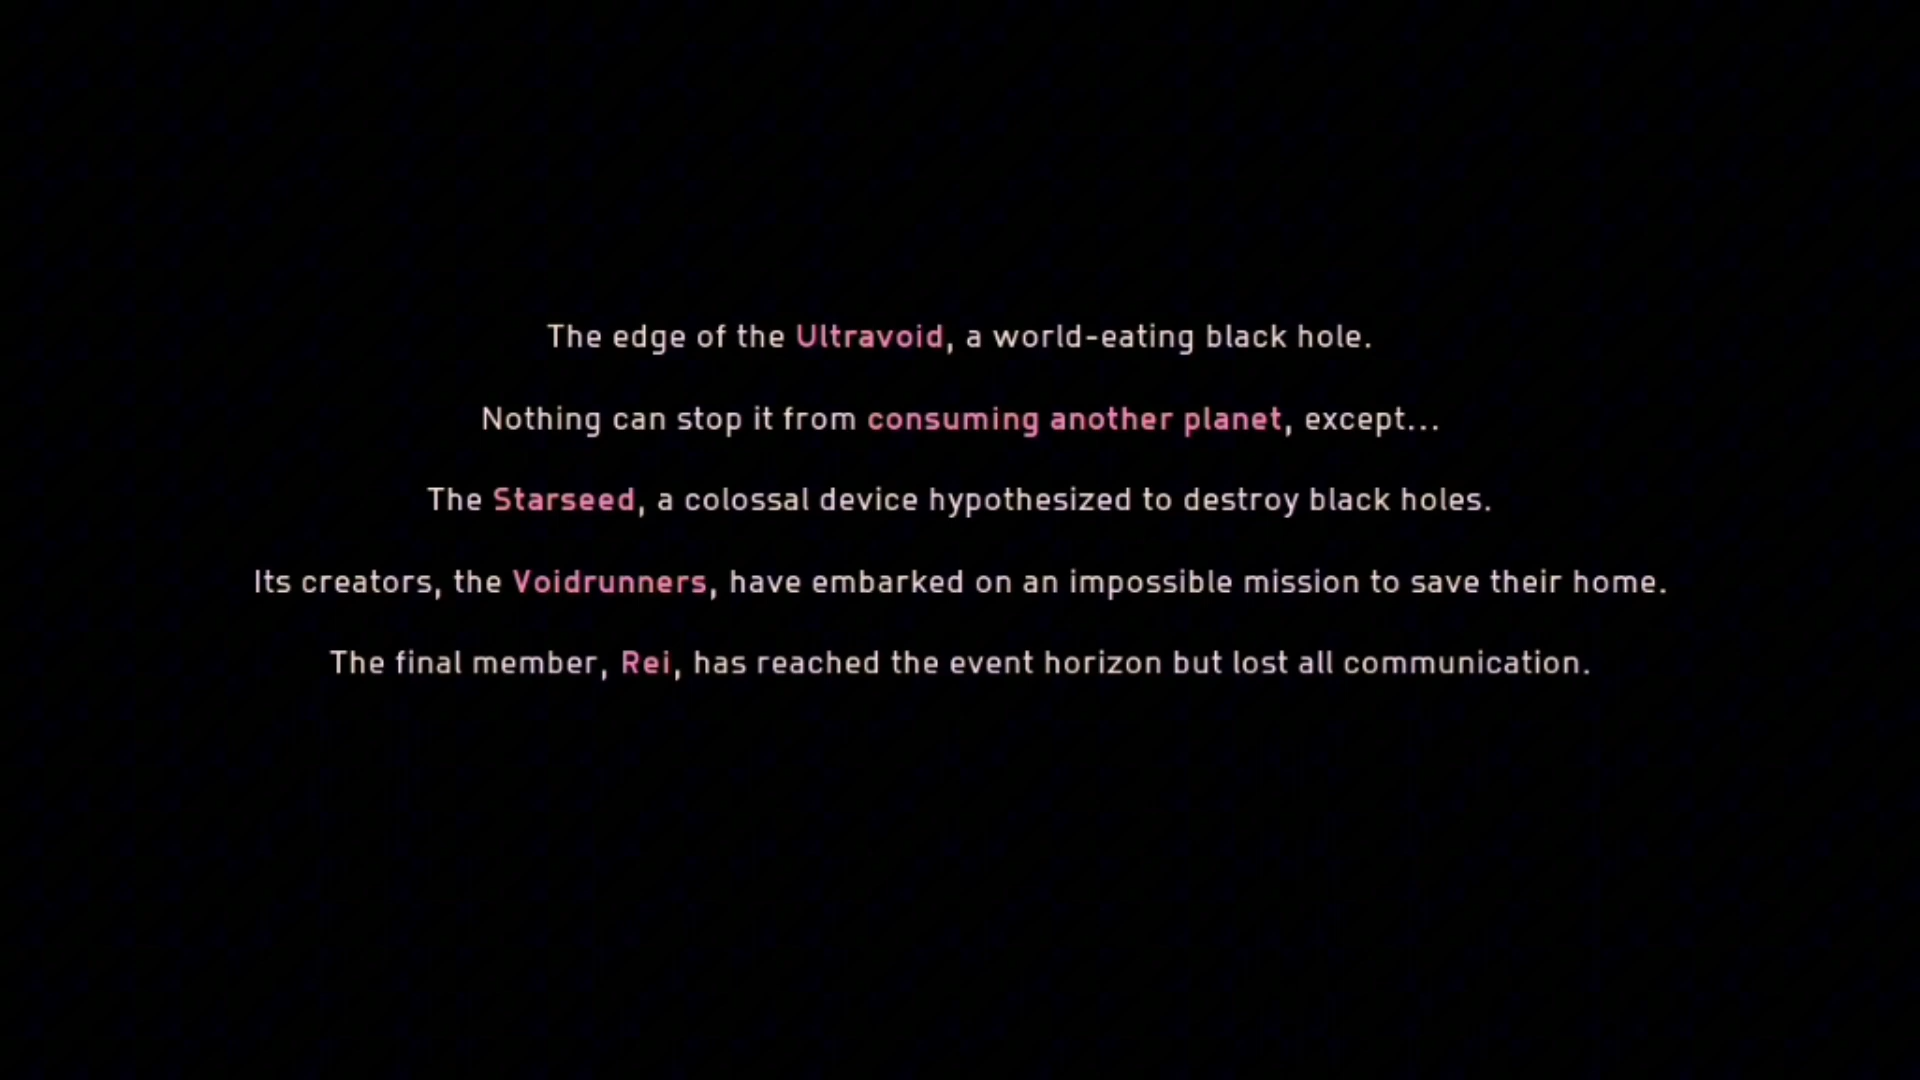 The edge of the Ultravoid, a world-eating black hole.
Nothing can stop it from consuming another planet, except...
The Starseed, a colossal device hypothesized to destroy black holes.
Its creators, the Voidrunners, have embarked on an impossible mission to save their home.
The final member, Rei, has reached the event horizon but lost all communication.